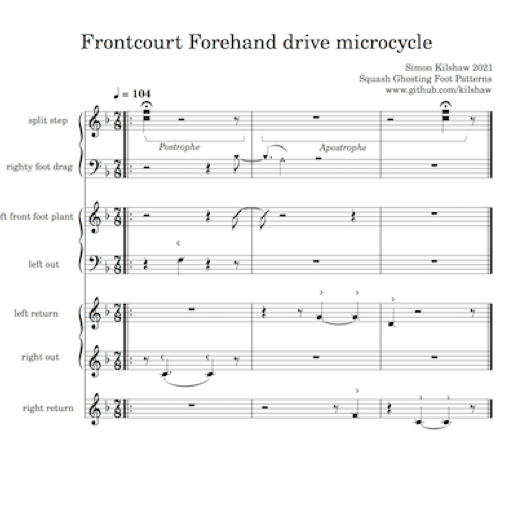 Frontcourt Forehand drive microcycle
Simon Kilshaw 2021
Squash Ghosting Foot Patterns
www.github.com/kilshaw
♩ = 104
split step
Postrophe
Apostrophe
righty foot drag
ft front foot plant
left out
left return
right out
right return